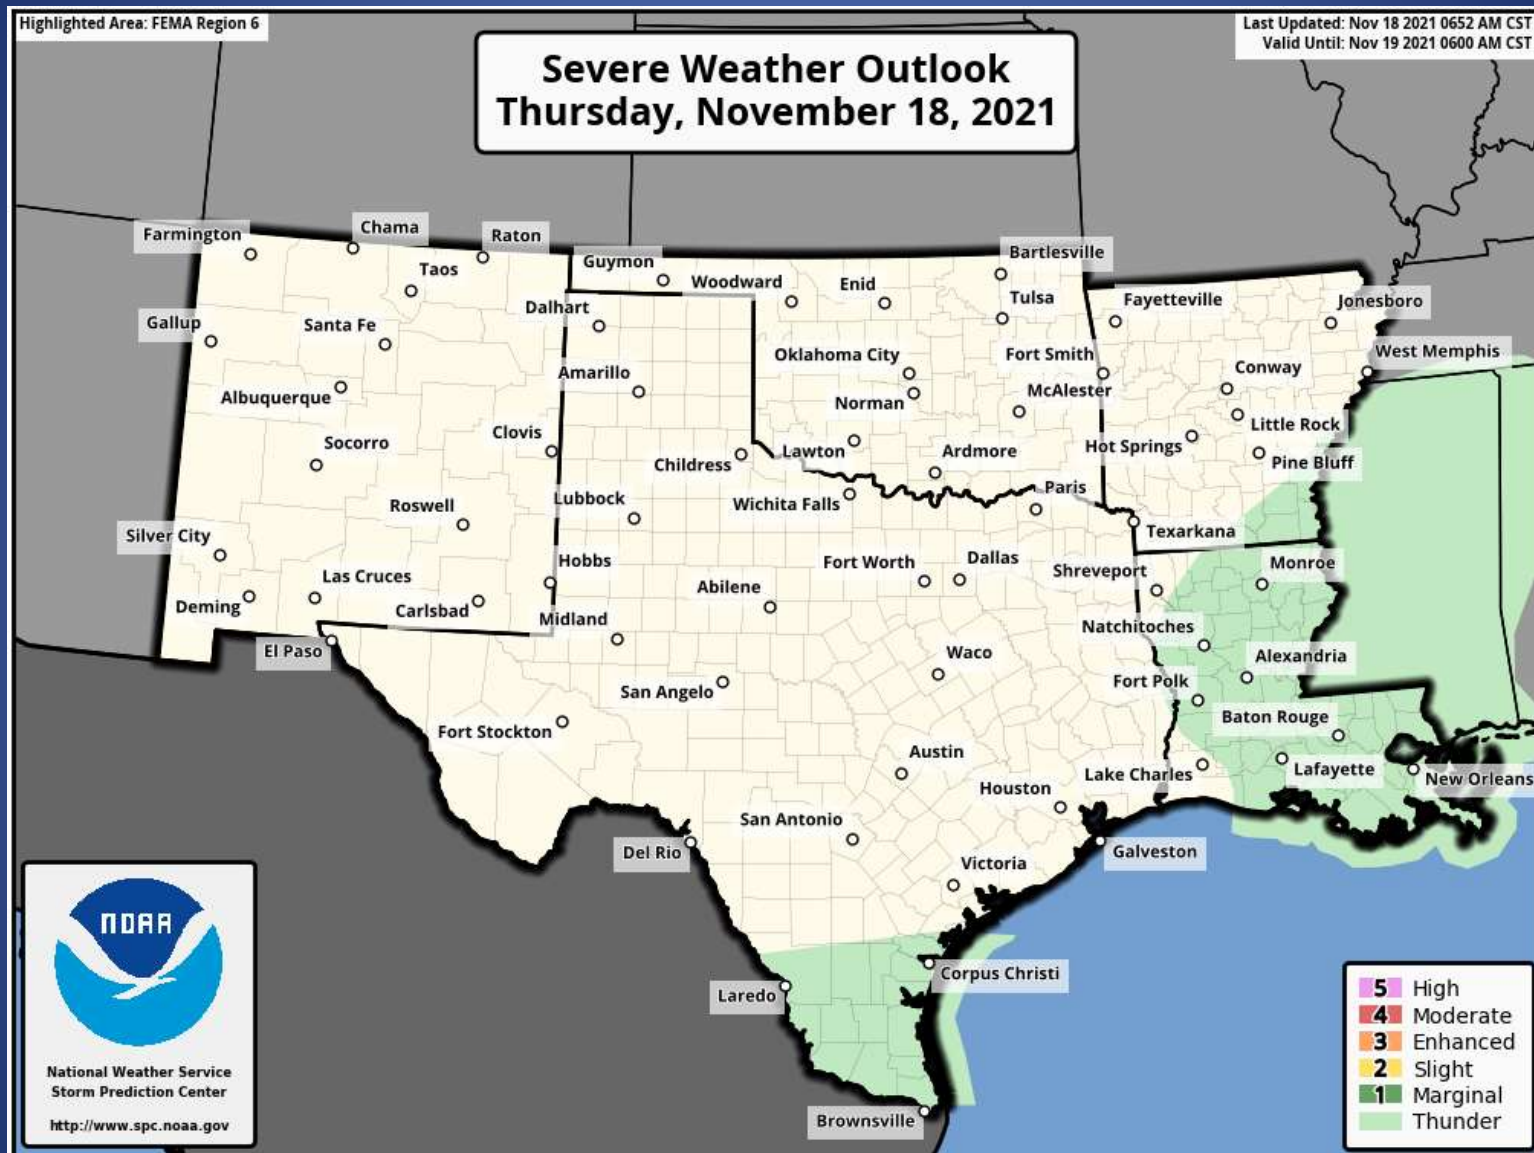 Highlighted Area: FEMA Region 6
Last Updated: Nov 18 2021 0652 AM CST
Valid Until: Nov 19 2021 0600 AM CST
Severe Weather Outlook
Thursday, November 18, 2021
Farmington
Chama
Raton
Taos
Guymon
Woodward
Enid
Bartlesville
Tulsa
Fayetteville
Jonesboro
Gallup
Santa Fe
Dalhart
Oklahoma City
Fort Smith
West Memphis
Albuquerque
Amarillo
Norman
McAlester
Conway
Little Rock
Socorro
Clovis
Childress
Lawton
Ardmore
Hot Springs
Pine Bluff
Roswell
Lubbock
Wichita Falls
Paris
Texarkana
Silver City
Las Cruces
Hobbs
Fort Worth
Dallas
Shreveport
Monroe
Deming
Carlsbad
Midland
Abilene
Natchitoches
El Paso
San Angelo
Waco
Alexandria
Fort Polk
Fort Stockton
Baton Rouge
Austin
Houston
Lake Charles
Lafayette
New Orleans
San Antonio
Del Rio
Victoria
Galveston
Corpus Christi
Laredo
Brownsville
NOAA
National Weather Service
Storm Prediction Center
http://www.spc.noaa.gov
5 High
4 Moderate
3 Enhanced
2 Slight
1 Marginal
Thunder